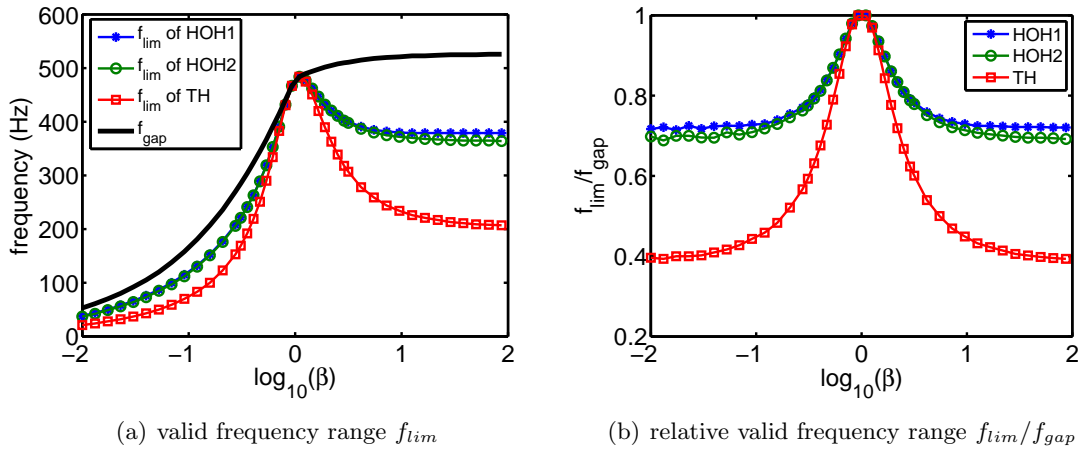 600
500
400
300
200
100
0
frequency (Hz)
f_lim of HOH1
f_lim of HOH2
f_lim of TH
f_gap
−2
−1
0
1
2
log_10(β)
(a) valid frequency range f_lim
1
0.8
0.6
0.4
0.2
f_lim/f_gap
HOH1
HOH2
TH
−2
−1
0
1
2
log_10(β)
(b) relative valid frequency range f_lim/f_gap